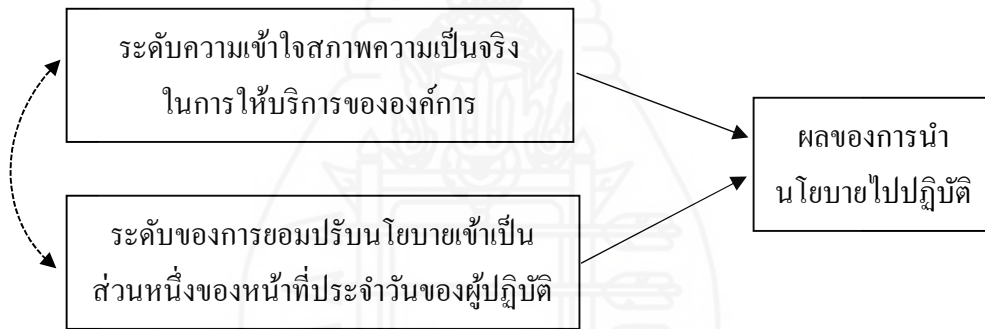 ระดับความเข้าใจสภาพความเป็นจริง
ในการให้บริการขององค์การ
ผลของการนำ
นโยบายไปปฏิบัติ
ระดับของการยอมปรับนโยบายเข้าเป็น
ส่วนหนึ่งของหน้าที่ประจำวันของผู้ปฏิบัติ